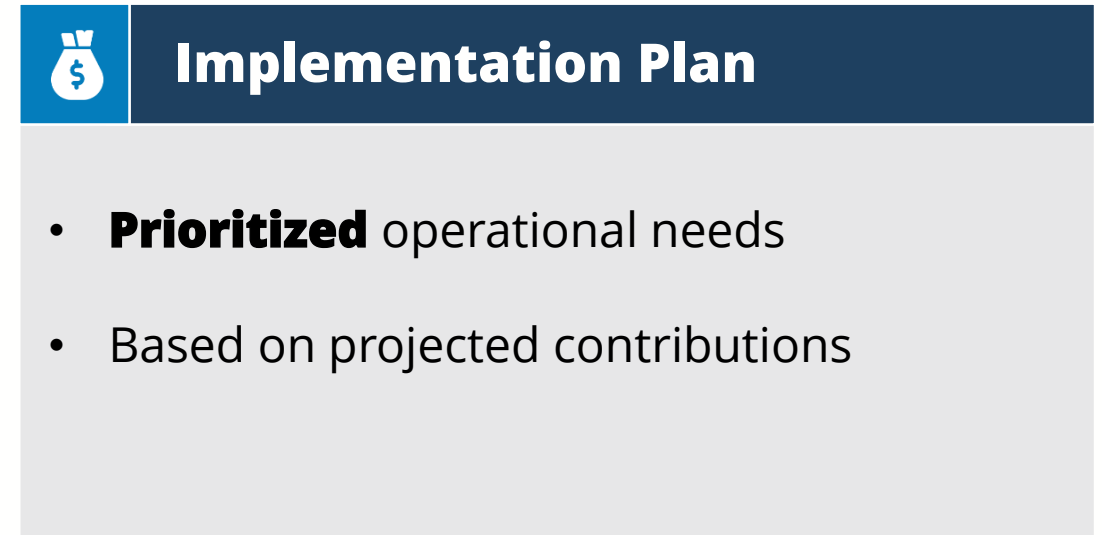 $
Implementation Plan
• Prioritized operational needs
• Based on projected contributions